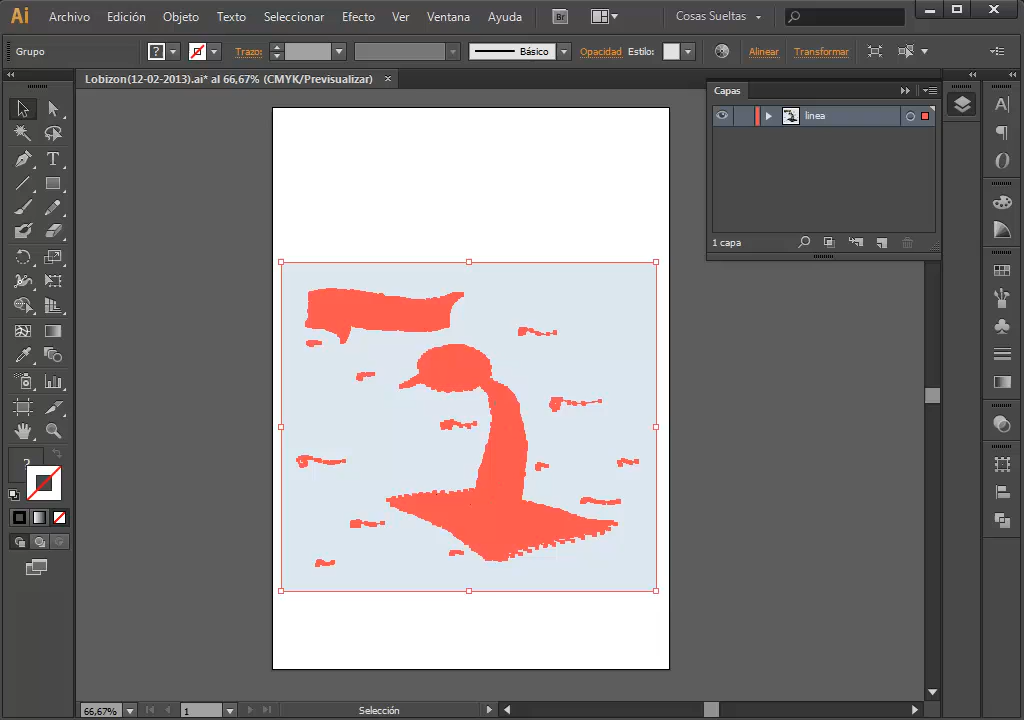 Ai Archivo Edición Objeto Texto Seleccionar Efecto Ver Ventana Ayuda Br Cosas Sueltas
Grupo ? Trazo: Básico Opacidad Estilo: Alinear Transformar
Lobizon(12-02-2013).ai* al 66,67% (CMYK/Previsualizar) ×
Capas
linea
1 capa
?
66,67% 1 Selección